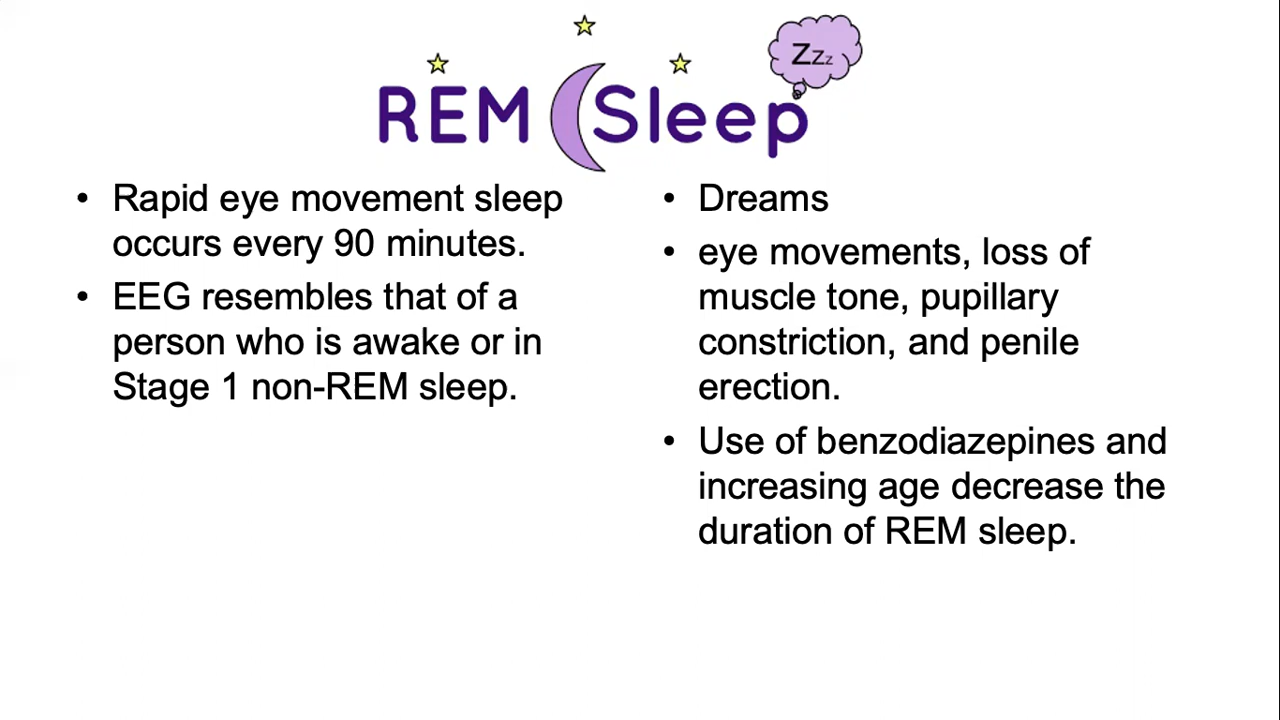 REM Sleep
Zzz
• Rapid eye movement sleep
occurs every 90 minutes.
• EEG resembles that of a
person who is awake or in
Stage 1 non-REM sleep.
• Dreams
• eye movements, loss of
muscle tone, pupillary
constriction, and penile
erection.
• Use of benzodiazepines and
increasing age decrease the
duration of REM sleep.